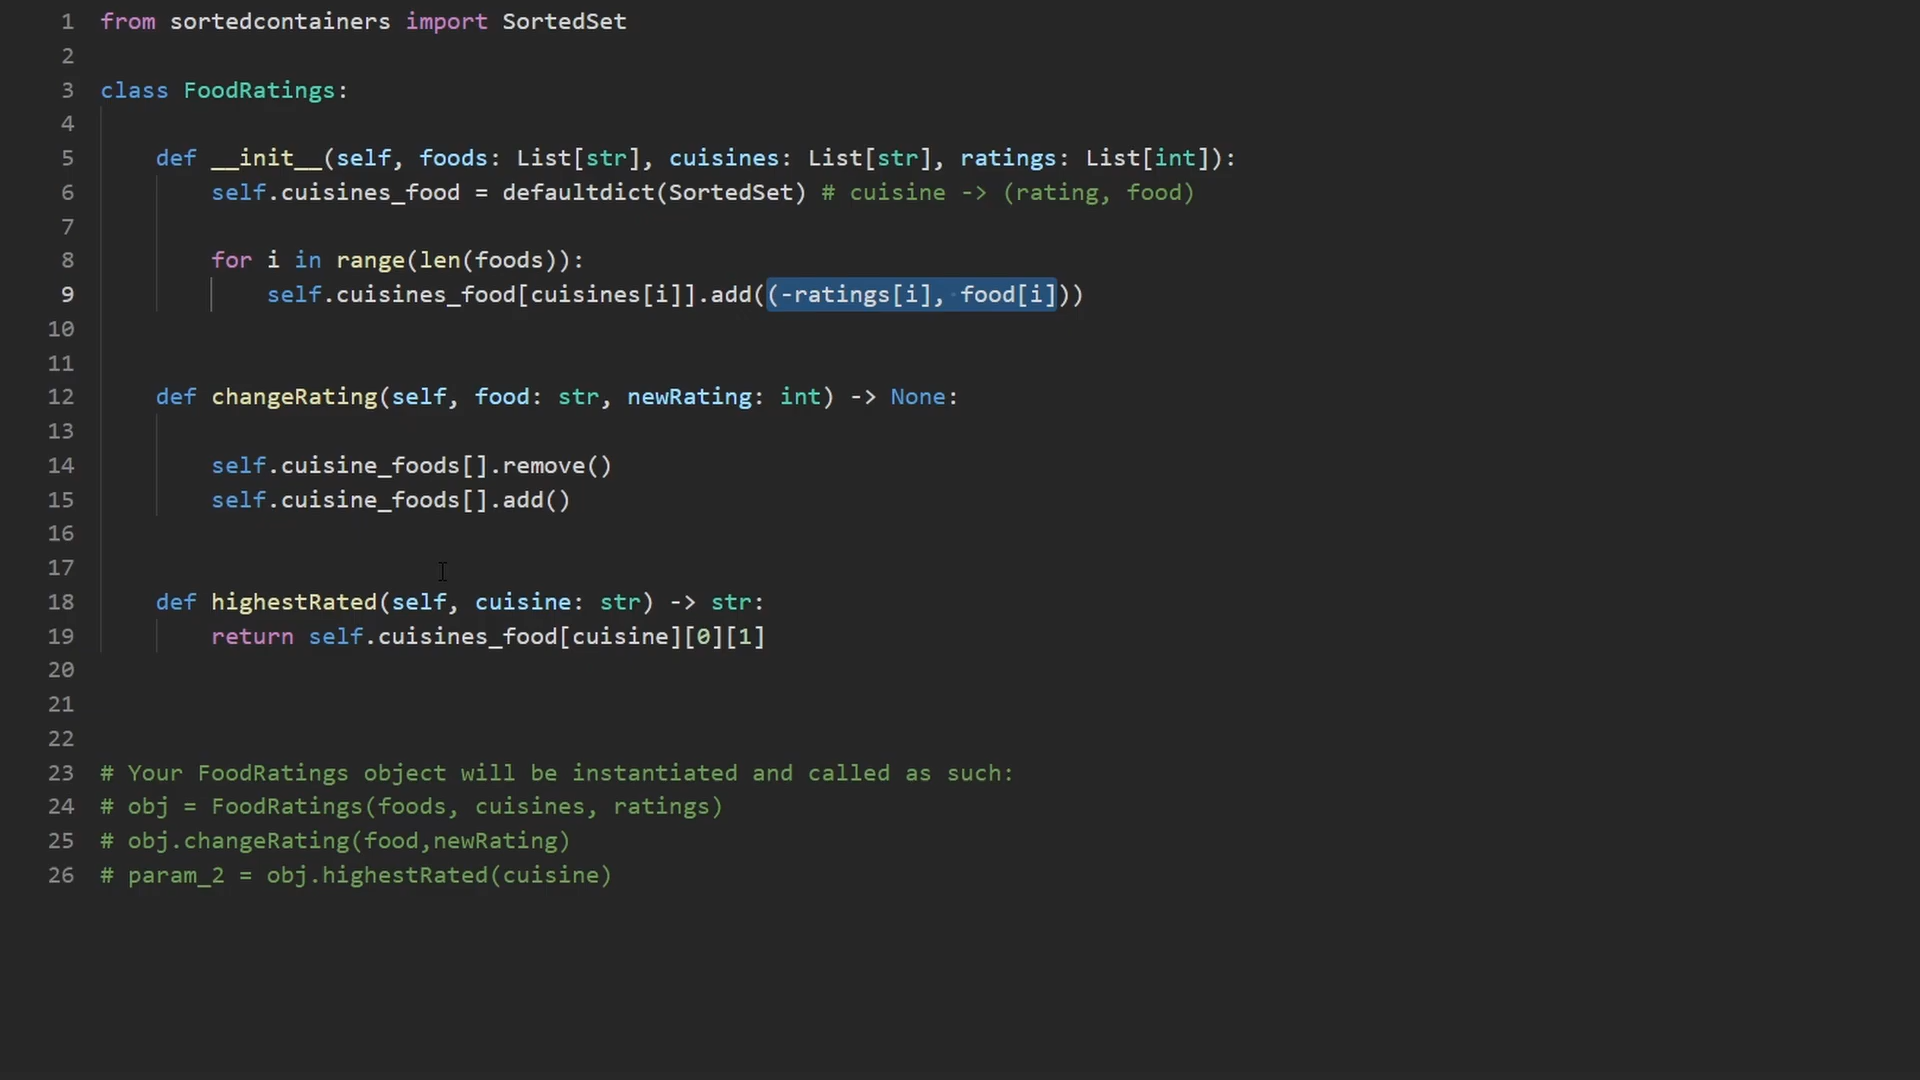 1 from sortedcontainers import SortedSet
2
3 class FoodRatings:
4
5     def __init__(self, foods: List[str], cuisines: List[str], ratings: List[int]):
6         self.cuisines_food = defaultdict(SortedSet) # cuisine -> (rating, food)
7
8         for i in range(len(foods)):
9             self.cuisines_food[cuisines[i]].add((-ratings[i], food[i]))
10
11
12     def changeRating(self, food: str, newRating: int) -> None:
13
14         self.cuisine_foods[].remove()
15         self.cuisine_foods[].add()
16
17
18     def highestRated(self, cuisine: str) -> str:
19         return self.cuisines_food[cuisine][0][1]
20
21
22
23 # Your FoodRatings object will be instantiated and called as such:
24 # obj = FoodRatings(foods, cuisines, ratings)
25 # obj.changeRating(food,newRating)
26 # param_2 = obj.highestRated(cuisine)